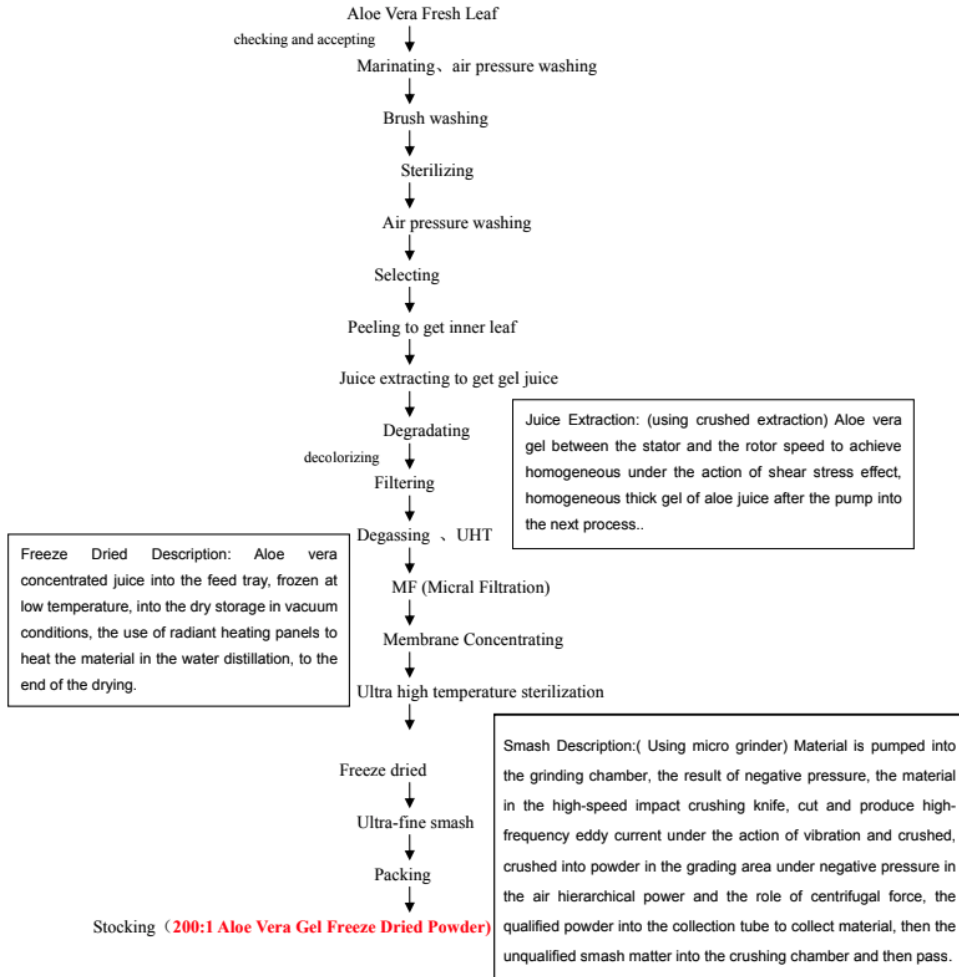 Aloe Vera Fresh Leaf
checking and accepting
Marinating、air pressure washing
Brush washing
Sterilizing
Air pressure washing
Selecting
Peeling to get inner leaf
Juice extracting to get gel juice
Degradating
decolorizing
Filtering
Degassing 、UHT
MF (Micral Filtration)
Membrane Concentrating
Ultra high temperature sterilization
Freeze dried
Ultra-fine smash
Packing
Stocking（200:1 Aloe Vera Gel Freeze Dried Powder)
Juice Extraction: (using crushed extraction) Aloe vera
gel between the stator and the rotor speed to achieve
homogeneous under the action of shear stress effect,
homogeneous thick gel of aloe juice after the pump into
the next process..
Freeze Dried Description: Aloe vera
concentrated juice into the feed tray, frozen at
low temperature, into the dry storage in vacuum
conditions, the use of radiant heating panels to
heat the material in the water distillation, to the
end of the drying.
Smash Description:( Using micro grinder) Material is pumped into
the grinding chamber, the result of negative pressure, the material
in the high-speed impact crushing knife, cut and produce high-
frequency eddy current under the action of vibration and crushed,
crushed into powder in the grading area under negative pressure in
the air hierarchical power and the role of centrifugal force, the
qualified powder into the collection tube to collect material, then the
unqualified smash matter into the crushing chamber and then pass.